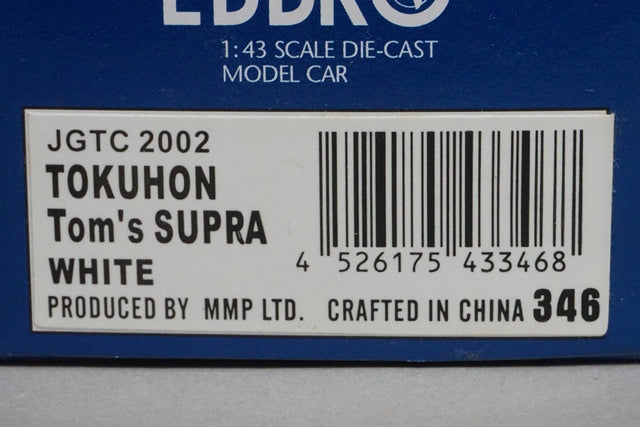 EBBRO
1:43 SCALE DIE-CAST
MODEL CAR
JGTC 2002
TOKUHON
Tom's SUPRA
WHITE
4 526175 433468
PRODUCED BY MMP LTD. CRAFTED IN CHINA 346